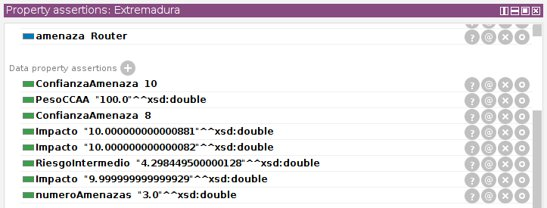 Property assertions: Extremadura
amenaza Router
Data property assertions
ConfianzaAmenaza 10
PesoCCAA "100.0"^^xsd:double
ConfianzaAmenaza 8
Impacto "10.000000000000881"^^xsd:double
Impacto "10.000000000000082"^^xsd:double
RiesgoIntermedio "4.298449500000128"^^xsd:double
Impacto "9.999999999999929"^^xsd:double
numeroAmenazas "3.0"^^xsd:double